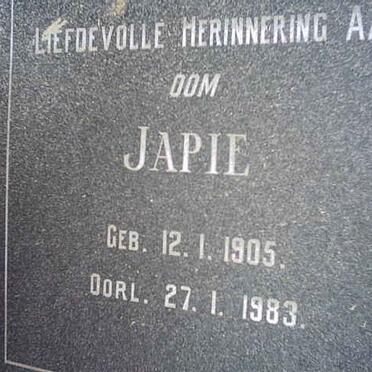 LIEFDEVOLLE HERINNERING
OOM
JAPIE
GEB. 12. 1. 1905.
OORL. 27. 1. 1983.